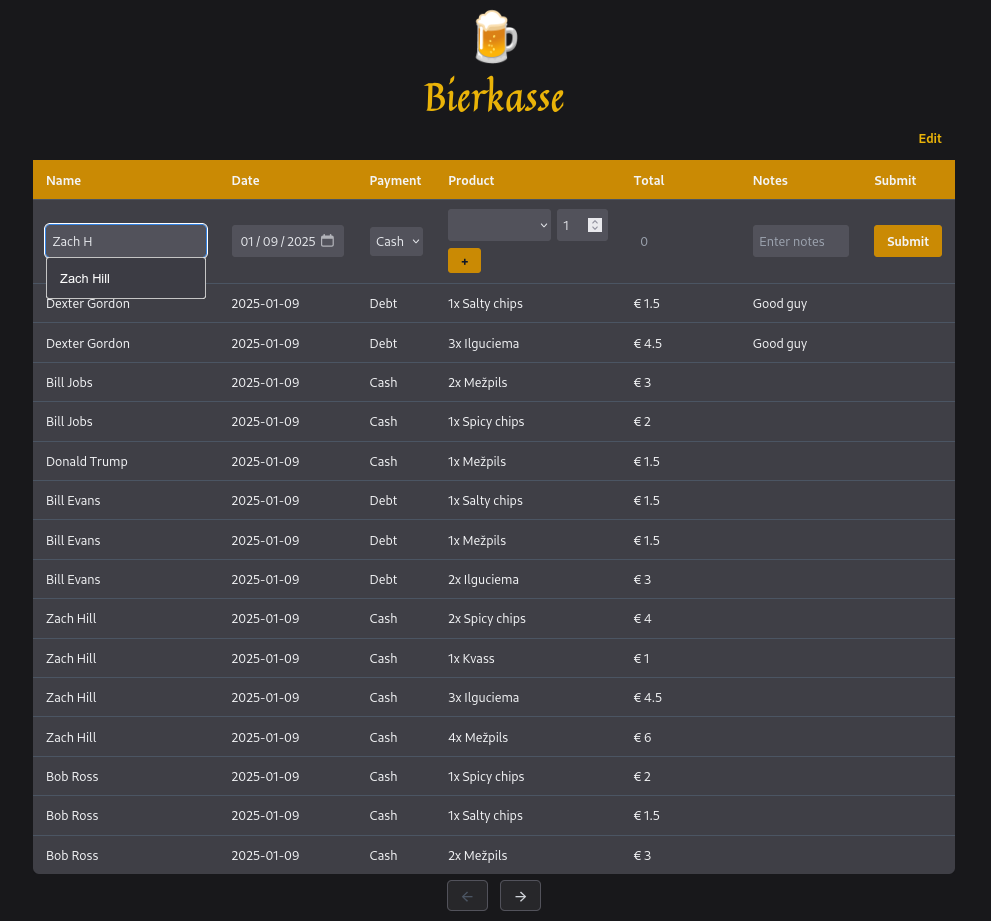 Bierkasse
Edit
Name Date Payment Product Total Notes Submit
Zach H 01/09/2025 Cash 1 + 0 Enter notes Submit
Zach Hill
Dexter Gordon 2025-01-09 Debt 1x Salty chips € 1.5 Good guy
Dexter Gordon 2025-01-09 Debt 3x Ilguciema € 4.5 Good guy
Bill Jobs 2025-01-09 Cash 2x Mežpils € 3
Bill Jobs 2025-01-09 Cash 1x Spicy chips € 2
Donald Trump 2025-01-09 Cash 1x Mežpils € 1.5
Bill Evans 2025-01-09 Debt 1x Salty chips € 1.5
Bill Evans 2025-01-09 Debt 1x Mežpils € 1.5
Bill Evans 2025-01-09 Debt 2x Ilguciema € 3
Zach Hill 2025-01-09 Cash 2x Spicy chips € 4
Zach Hill 2025-01-09 Cash 1x Kvass € 1
Zach Hill 2025-01-09 Cash 3x Ilguciema € 4.5
Zach Hill 2025-01-09 Cash 4x Mežpils € 6
Bob Ross 2025-01-09 Cash 1x Spicy chips € 2
Bob Ross 2025-01-09 Cash 1x Salty chips € 1.5
Bob Ross 2025-01-09 Cash 2x Mežpils € 3
← →